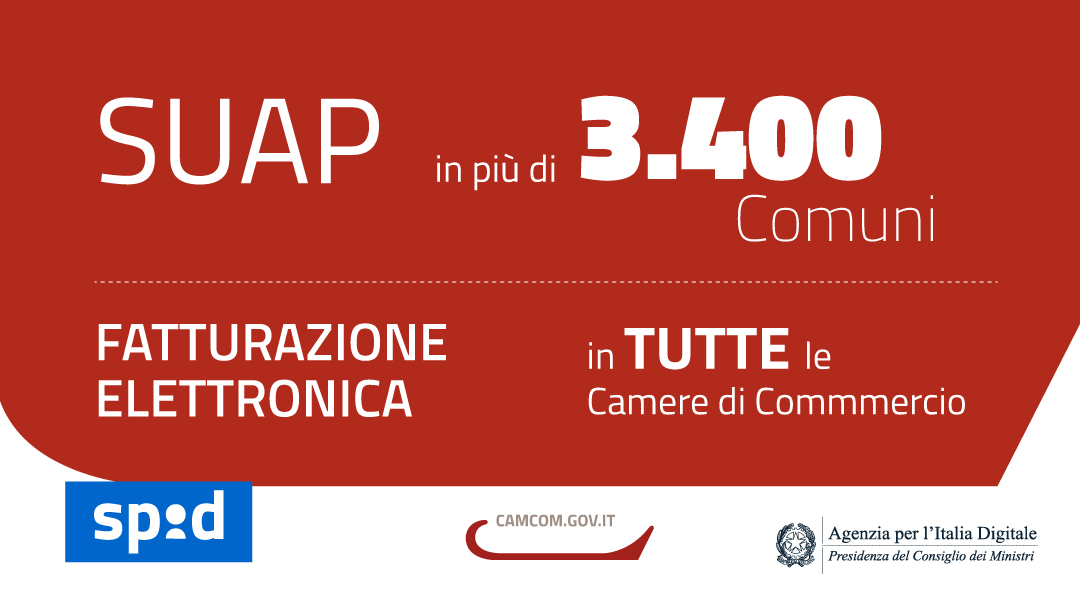 SUAP in più di 3.400
Comuni
FATTURAZIONE
ELETTRONICA
in TUTTE le
Camere di Commmercio
spid
CAMCOM.GOV.IT
Agenzia per l'Italia Digitale
Presidenza del Consiglio dei Ministri